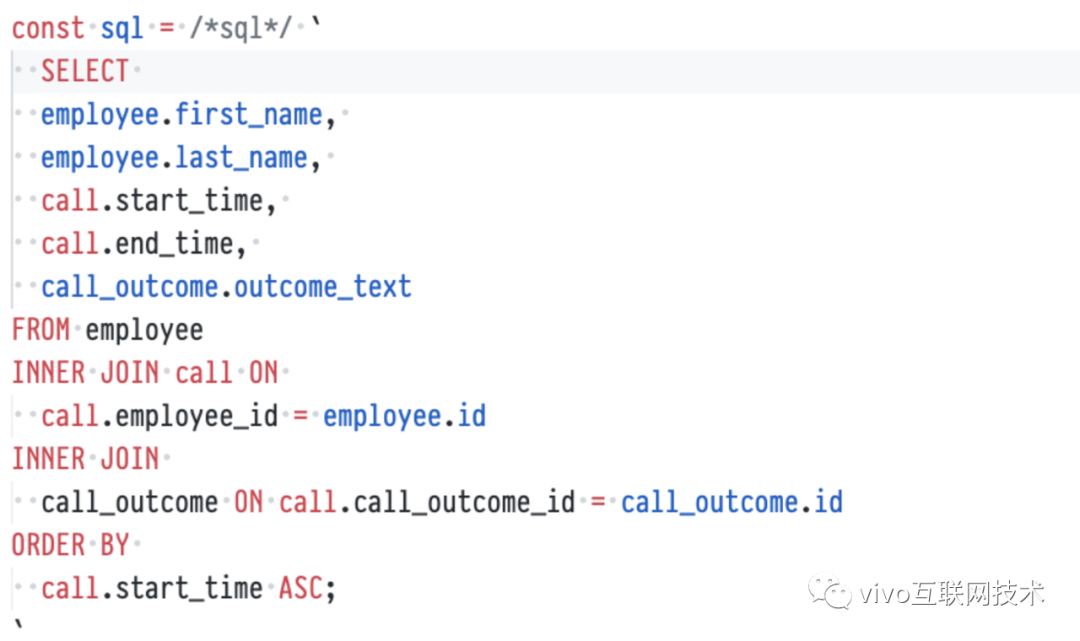 const sql = /*sql*/ `
  SELECT
  employee.first_name,
  employee.last_name,
  call.start_time,
  call.end_time,
  call_outcome.outcome_text
FROM employee
INNER JOIN call ON
  call.employee_id = employee.id
INNER JOIN
  call_outcome ON call.call_outcome_id = call_outcome.id
ORDER BY
  call.start_time ASC;
`
vivo互联网技术